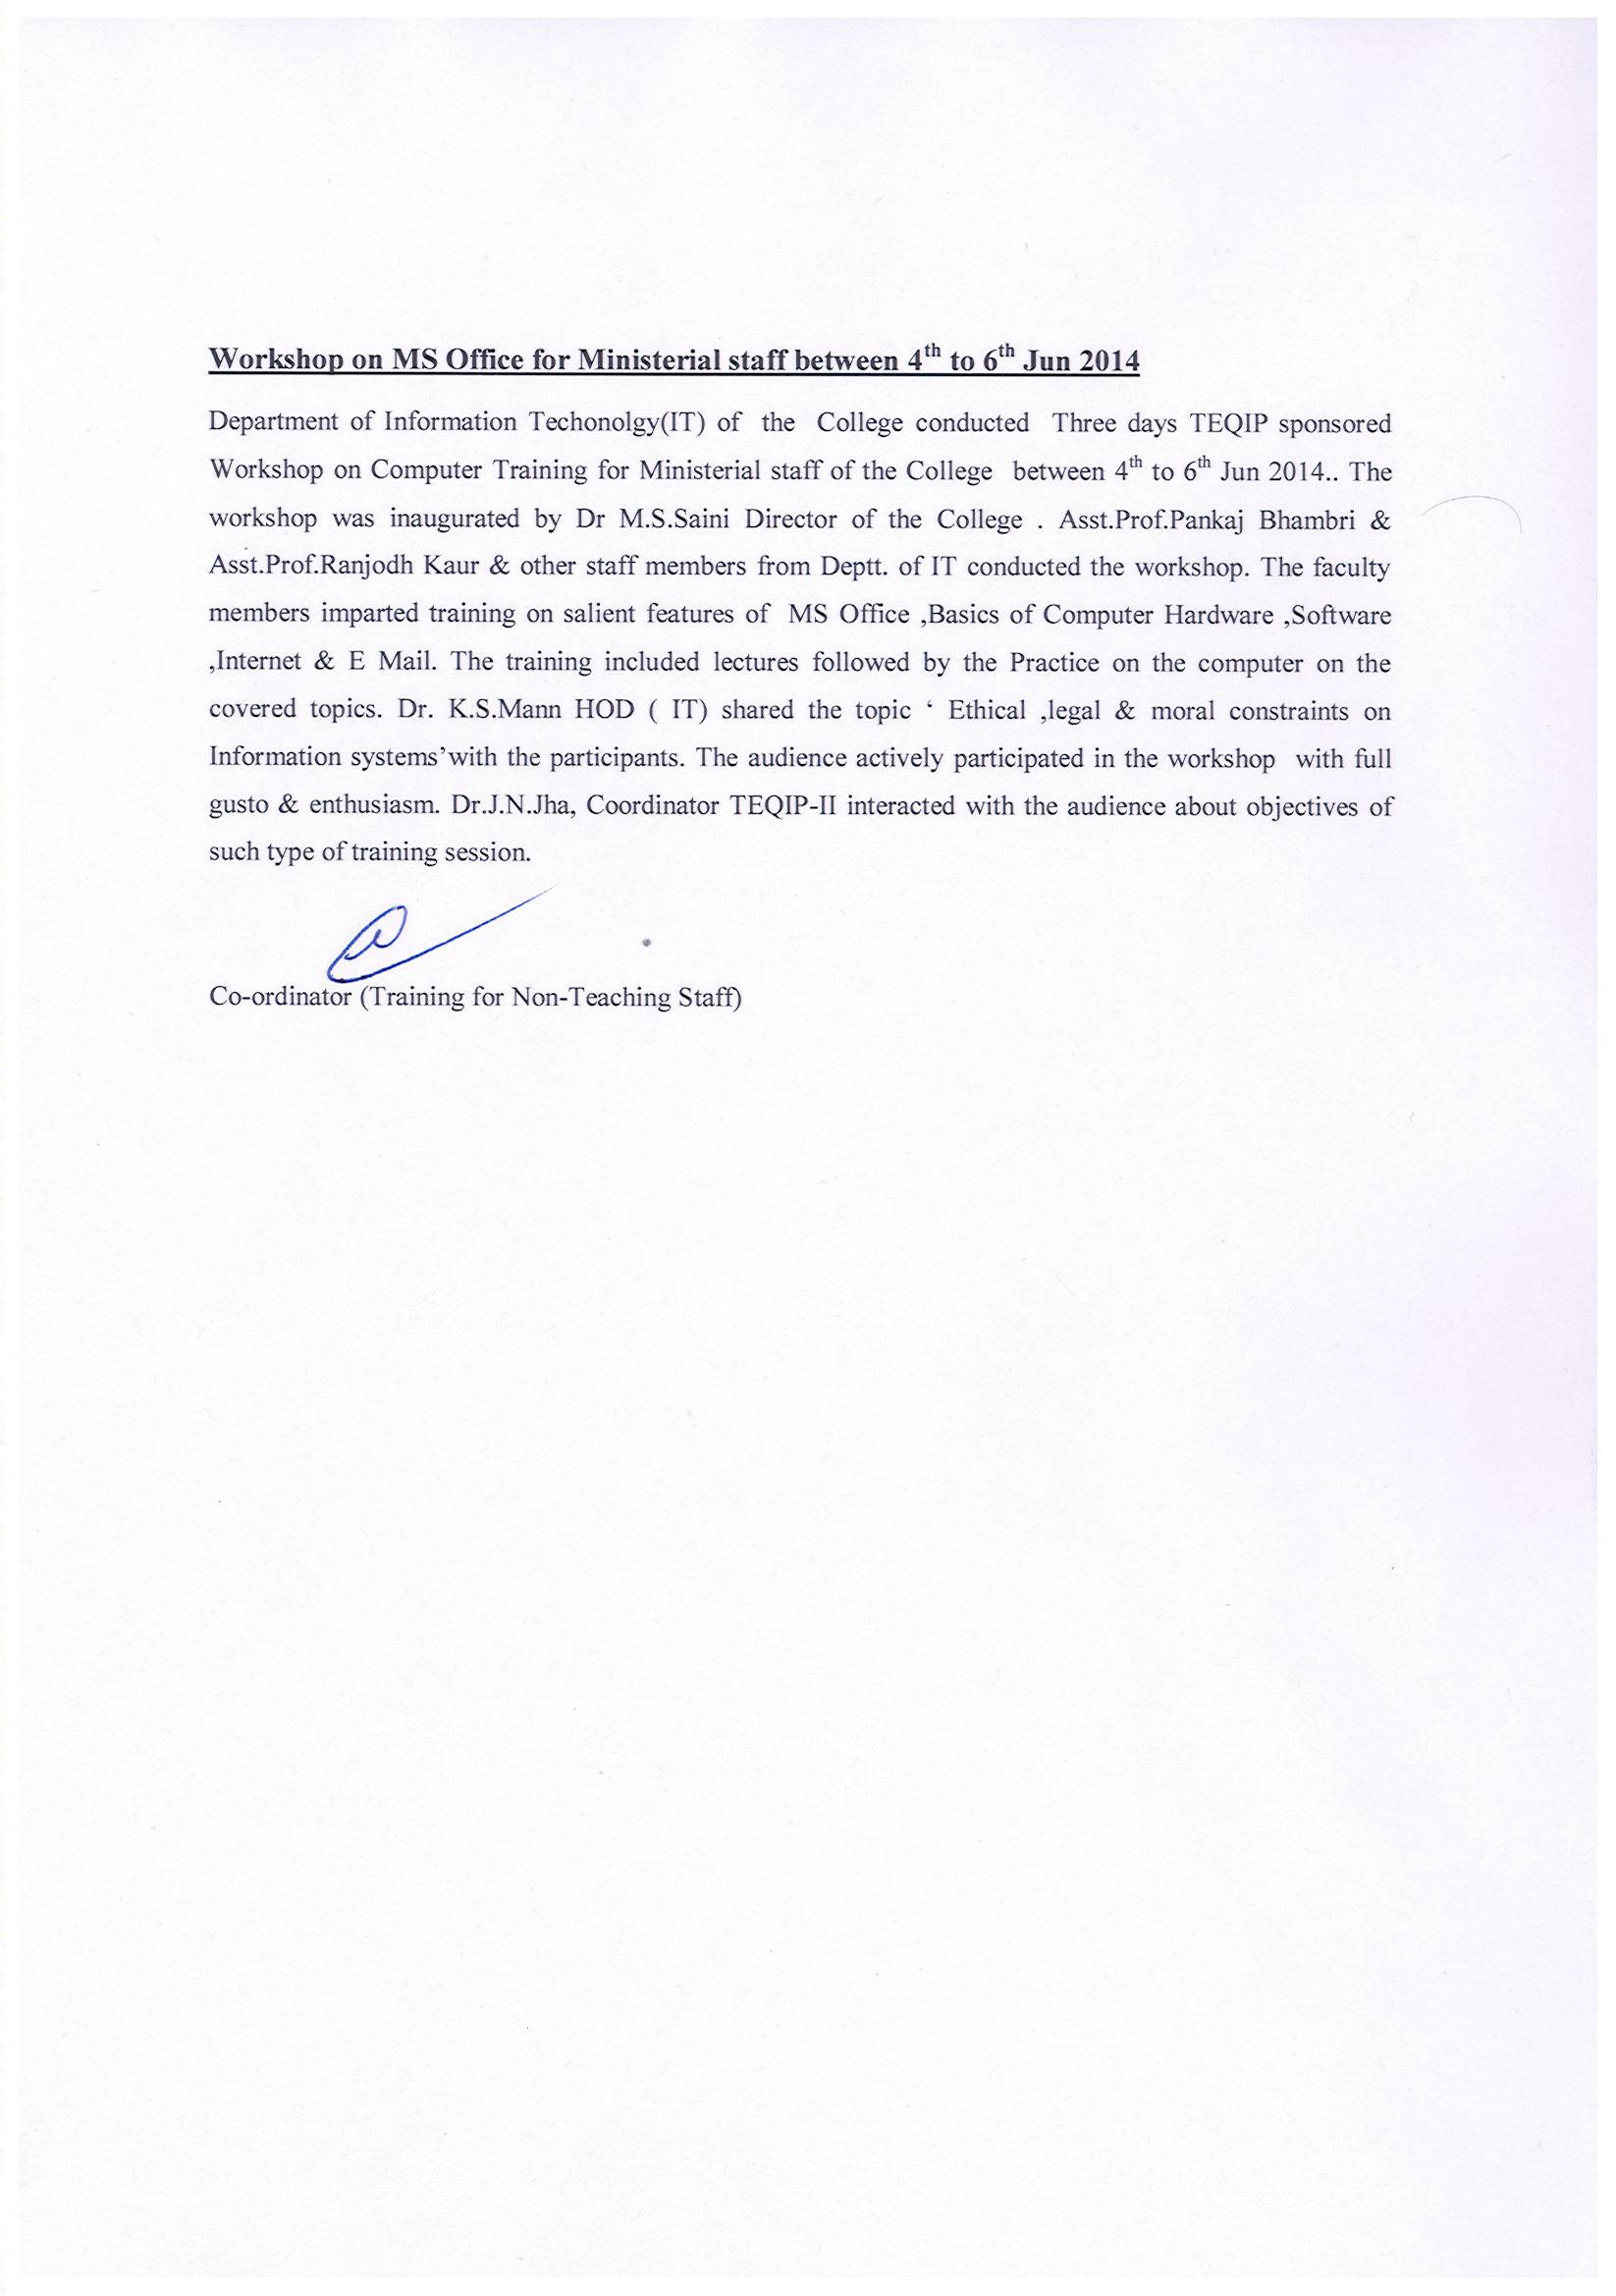 Workshop on MS Office for Ministerial staff between 4th to 6th Jun 2014
Department of Information Techonolgy(IT) of the College conducted Three days TEQIP sponsored
Workshop on Computer Training for Ministerial staff of the College between 4th to 6th Jun 2014.. The
workshop was inaugurated by Dr M.S.Saini Director of the College . Asst.Prof.Pankaj Bhambri &
Asst.Prof.Ranjodh Kaur & other staff members from Deptt. of IT conducted the workshop. The faculty
members imparted training on salient features of MS Office ,Basics of Computer Hardware ,Software
,Internet & E Mail. The training included lectures followed by the Practice on the computer on the
covered topics. Dr. K.S.Mann HOD ( IT) shared the topic ‘ Ethical ,legal & moral constraints on
Information systems’with the participants. The audience actively participated in the workshop with full
gusto & enthusiasm. Dr.J.N.Jha, Coordinator TEQIP-II interacted with the audience about objectives of
such type of training session.
Co-ordinator (Training for Non-Teaching Staff)